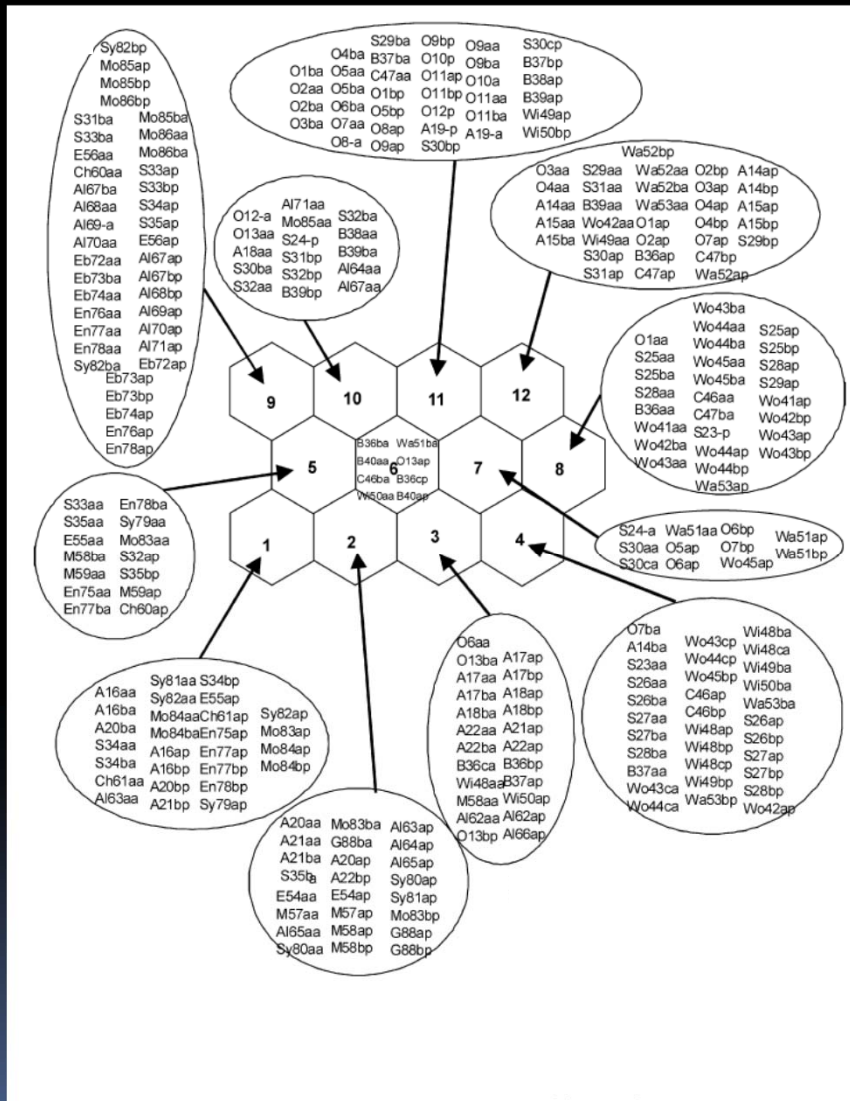 Sy82bp
Mo85ap
Mo85bp
Mo86bp
S31ba Mo85ba
S33ba Mo86aa
E56aa Mo86ba
Ch60aa S33ap
Al67ba S33bp
Al68aa S34ap
Al69-a S35ap
Al70aa E56ap
Eb72aa Al67ap
Eb73ba Al67bp
Eb74aa Al68bp
En76aa Al69ap
En77aa Al70ap
En78aa Al71ap
Sy82ba Eb72ap
Eb73ap
Eb73bp
Eb74ap
En76ap
En78ap
O1ba
O2aa
O2ba
O3ba
O4ba
O5aa
O5ba
O6ba
O7aa
O8-a
S29ba
B37ba
C47aa
O1bp
O5bp
O8ap
O9ap
O9bp
O10p
O11ap
O11bp
O12p
A19-p
S30bp
O9aa
O9ba
O10a
O11aa
O11ba
A19-a
S30cp
B37bp
B38ap
B39ap
Wi49ap
Wi50bp
O12-a
O13aa
A18aa
S30ba
S32aa
Al71aa
Mo85aa
S24-p
S31bp
S32bp
B39bp
S32ba
B38aa
B39ba
Al64aa
Al67aa
Wa52bp
O3aa S29aa Wa52aa O2bp A14ap
O4aa S31aa Wa52ba O3ap A14bp
A14aa B39aa Wa53aa O4ap A15ap
A15aa Wo42aa O1ap O4bp A15bp
A15ba Wi49aa O2ap O7ap S29bp
S30ap B36ap C47bp
S31ap C47ap Wa52ap
O1aa
S25aa
S25ba
S28aa
B36aa
Wo41aa
Wo42ba
Wo43aa
Wo43ba
Wo44aa
Wo44ba
Wo45aa
Wo45ba
C46aa
C47ba
S23-p
Wo44ap
Wo44bp
Wa53ap
S25ap
S25bp
S28ap
S29ap
Wo41ap
Wo42bp
Wo43ap
Wo43bp
9
10
11
12
5
B36ba Wa51ba
B40aa O13ap
6
C46ba B36cp
Wi50aa B40ap
7
8
1
2
3
4
S33aa En78ba
S35aa Sy79aa
E55aa Mo83aa
M58ba S32ap
M59aa S35bp
En75aa M59ap
En77ba Ch60ap
S24-a
S30aa
S30ca
Wa51aa
O5ap
O6ap
O6bp
O7bp
Wo45ap
Wa51ap
Wa51bp
A16aa
A16ba
A20ba
S34aa
S34ba
Ch61aa
Al63aa
Sy81aa S34bp
Sy82aa E55ap
Mo84aa Ch61ap
Mo84ba En75ap
A16ap En77ap
A16bp En77bp
A20bp En78bp
A21bp Sy79ap
Sy82ap
Mo83ap
Mo84ap
Mo84bp
A20aa
A21aa
A21ba
S35ba
E54aa
M57aa
Al65aa
Sy80aa
Mo83ba
G88ba
A20ap
A22bp
E54ap
M57ap
M58ap
M58bp
Al63ap
Al64ap
Al65ap
Sy80ap
Sy81ap
Mo83bp
G88ap
G88bp
O6aa
O13ba
A17aa
A17ba
A18ba
A22aa
A22ba
B36ca
Wi48aa
M58aa
Al62aa
O13bp
A17ap
A17bp
A18ap
A18bp
A21ap
A22ap
B36bp
B37ap
Wi50ap
Al62ap
Al66ap
O7ba
A14ba
S23aa
S26aa
S26ba
S27aa
S27ba
S28ba
B37aa
Wo43ca
Wo44ca
Wo43cp
Wo44cp
Wo45bp
C46ap
C46bp
Wi48ap
Wi48bp
Wi48cp
Wi49bp
Wa53bp
Wi48ba
Wi48ca
Wi49ba
Wi50ba
Wa53ba
S26ap
S26bp
S27ap
S27bp
S28bp
Wo42ap